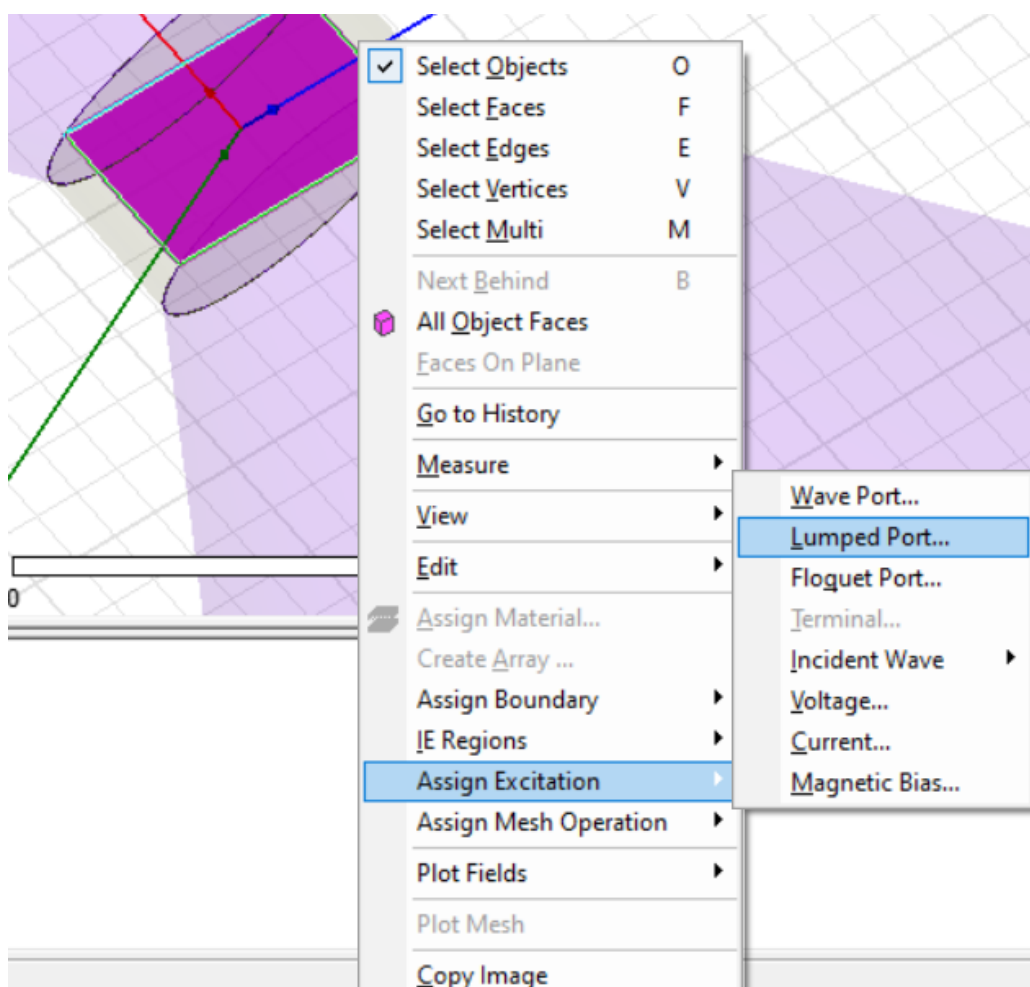 Select Objects O
Select Faces F
Select Edges E
Select Vertices V
Select Multi M
Next Behind B
All Object Faces
Faces On Plane
Go to History
Measure
View
Edit
Assign Material...
Create Array ...
Assign Boundary
IE Regions
Assign Excitation
Assign Mesh Operation
Plot Fields
Plot Mesh
Copy Image
Wave Port...
Lumped Port...
Floquet Port...
Terminal...
Incident Wave
Voltage...
Current...
Magnetic Bias...
0